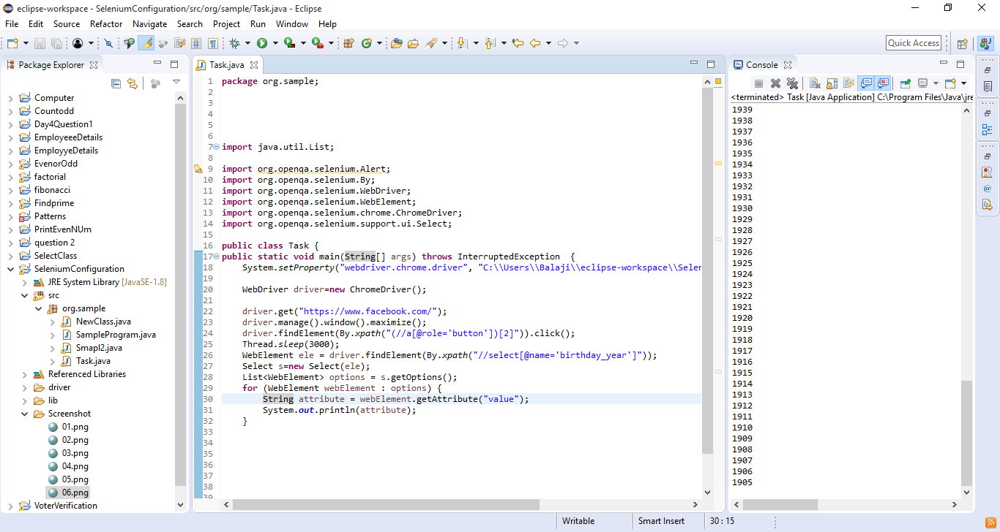 eclipse-workspace - SeleniumConfiguration/src/org/sample/Task.java - Eclipse
File Edit Source Refactor Navigate Search Project Run Window Help
Quick Access
Package Explorer
Computer
Countodd
Day4Question1
EmployeeeDetails
EmployyeDetails
EvenorOdd
factorial
fibonacci
Findprime
Patterns
PrintEvenNUm
question 2
SelectClass
SeleniumConfiguration
JRE System Library [JavaSE-1.8]
src
org.sample
NewClass.java
SampleProgram.java
Smapl2.java
Task.java
Referenced Libraries
driver
lib
Screenshot
01.png
02.png
03.png
04.png
05.png
06.png
VoterVerification
Task.java
1 package org.sample;
2
3
4
5
6
7 import java.util.List;
8
9 import org.openqa.selenium.Alert;
10 import org.openqa.selenium.By;
11 import org.openqa.selenium.WebDriver;
12 import org.openqa.selenium.WebElement;
13 import org.openqa.selenium.chrome.ChromeDriver;
14 import org.openqa.selenium.support.ui.Select;
15
16 public class Task {
17 public static void main(String[] args) throws InterruptedException {
18 System.setProperty("webdriver.chrome.driver", "C:\\Users\\Balaji\\eclipse-workspace\\Selen
19
20 WebDriver driver=new ChromeDriver();
21
22 driver.get("https://www.facebook.com/");
23 driver.manage().window().maximize();
24 driver.findElement(By.xpath("(//a[@role='button'])[2]")).click();
25 Thread.sleep(3000);
26 WebElement ele = driver.findElement(By.xpath("//select[@name='birthday_year']"));
27 Select s=new Select(ele);
28 List<WebElement> options = s.getOptions();
29 for (WebElement webElement : options) {
30 String attribute = webElement.getAttribute("value");
31 System.out.println(attribute);
32 }
33
34
35
36
37
38
39
Console
<terminated> Task [Java Application] C:\Program Files\Java\jre
1939
1938
1937
1936
1935
1934
1933
1932
1931
1930
1929
1928
1927
1926
1925
1924
1923
1922
1921
1920
1919
1918
1917
1916
1915
1914
1913
1912
1911
1910
1909
1908
1907
1906
1905
Writable
Smart Insert
30 : 15